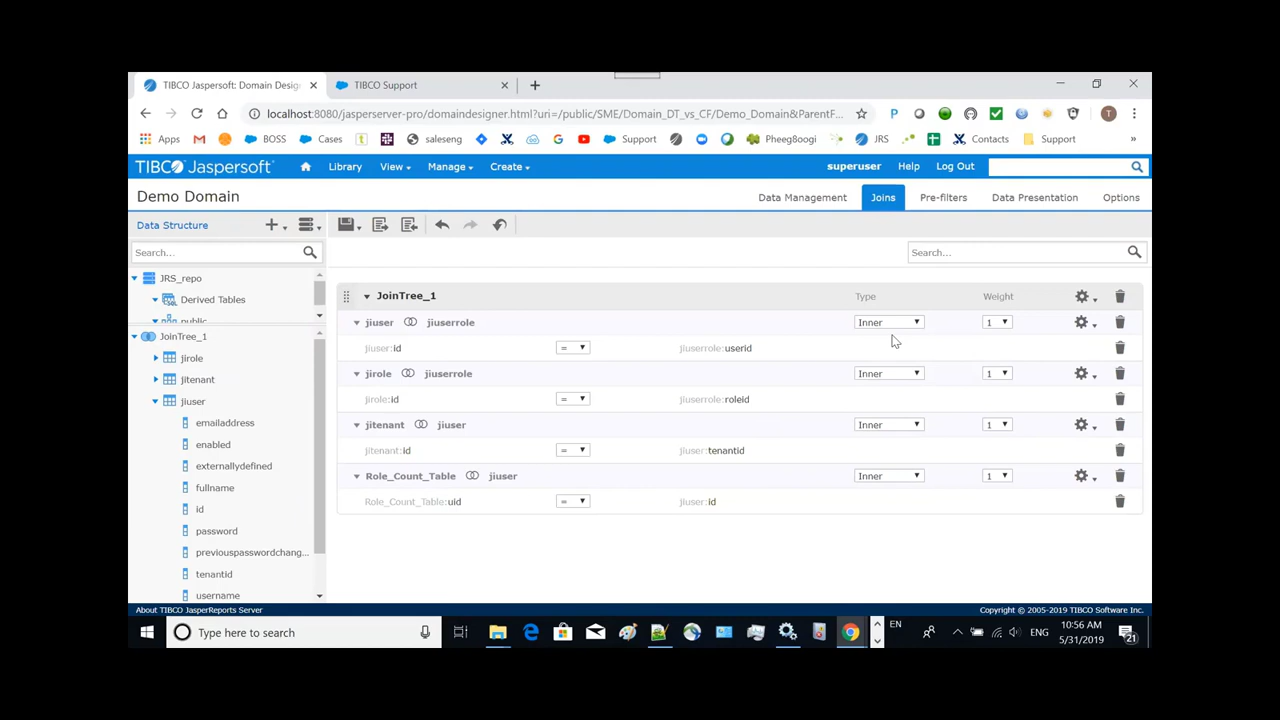 TIBCO Jaspersoft: Domain Desig
TIBCO Support
localhost:8080/jasperserver-pro/domaindesigner.html?uri=/public/SME/Domain_DT_vs_CF/Demo_Domain&ParentF...
Apps
BOSS
Cases
saleseng
Support
Pheeg8oogi
JRS
Contacts
Support
TIBCO Jaspersoft®
Library
View
Manage
Create
superuser
Help
Log Out
Demo Domain
Data Management
Joins
Pre-filters
Data Presentation
Options
Data Structure
Search...
Search...
JRS_repo
Derived Tables
public
JoinTree_1
jirole
jitenant
jiuser
emailaddress
enabled
externallydefined
fullname
id
password
previouspasswordchang...
tenantid
username
JoinTree_1 Type Weight
jiuser jiuserrole Inner 1
jiuser:id = jiuserrole:userid
jirole jiuserrole Inner 1
jirole:id = jiuserrole:roleid
jitenant jiuser Inner 1
jitenant:id = jiuser:tenantid
Role_Count_Table jiuser Inner 1
Role_Count_Table:uid = jiuser:id
About TIBCO JasperReports Server
Copyright © 2005-2019 TIBCO Software Inc.
Type here to search
EN
ENG
10:56 AM
5/31/2019
21